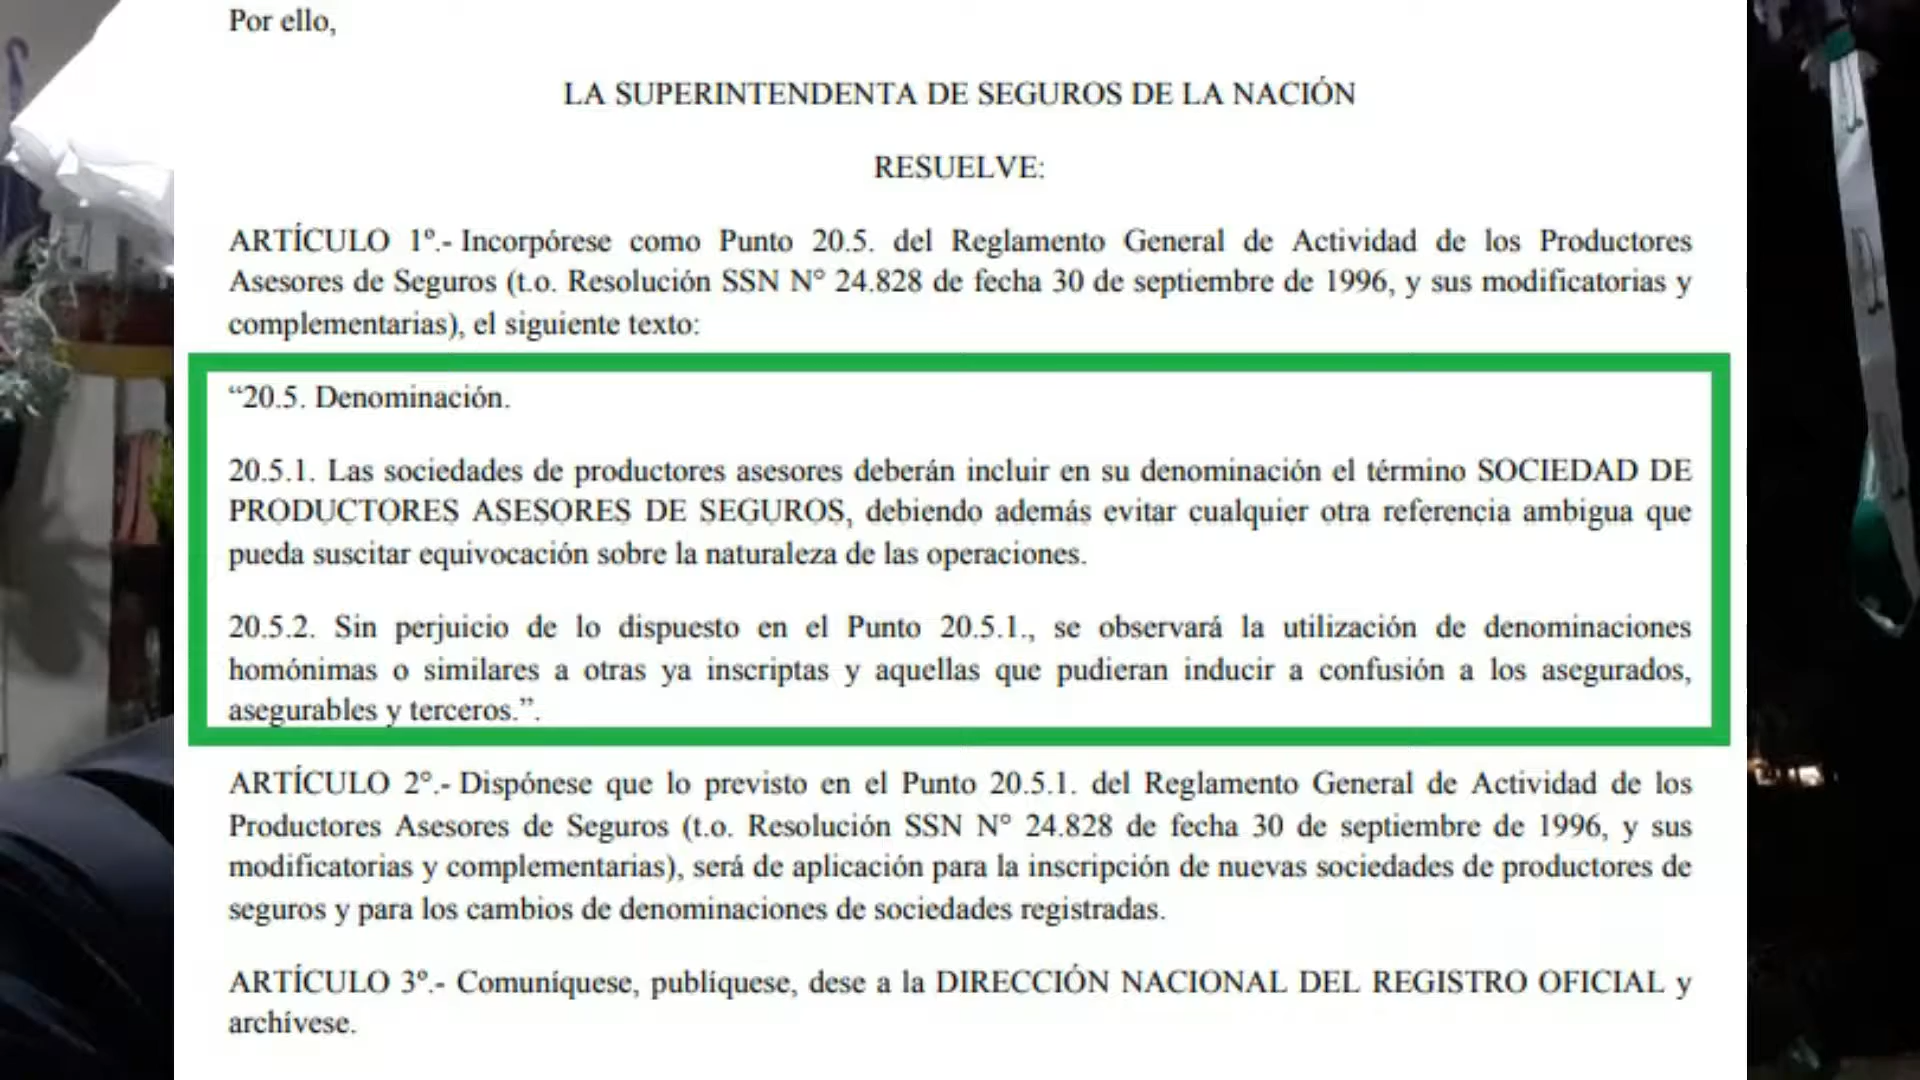 Por ello,
LA SUPERINTENDENTA DE SEGUROS DE LA NACIÓN
RESUELVE:
ARTÍCULO 1º.- Incorpórese como Punto 20.5. del Reglamento General de Actividad de los Productores
Asesores de Seguros (t.o. Resolución SSN N° 24.828 de fecha 30 de septiembre de 1996, y sus modificatorias y
complementarias), el siguiente texto:
“20.5. Denominación.
20.5.1. Las sociedades de productores asesores deberán incluir en su denominación el término SOCIEDAD DE
PRODUCTORES ASESORES DE SEGUROS, debiendo además evitar cualquier otra referencia ambigua que
pueda suscitar equivocación sobre la naturaleza de las operaciones.
20.5.2. Sin perjuicio de lo dispuesto en el Punto 20.5.1., se observará la utilización de denominaciones
homónimas o similares a otras ya inscriptas y aquellas que pudieran inducir a confusión a los asegurados,
asegurables y terceros.”.
ARTÍCULO 2°.- Dispónese que lo previsto en el Punto 20.5.1. del Reglamento General de Actividad de los
Productores Asesores de Seguros (t.o. Resolución SSN N° 24.828 de fecha 30 de septiembre de 1996, y sus
modificatorias y complementarias), será de aplicación para la inscripción de nuevas sociedades de productores de
seguros y para los cambios de denominaciones de sociedades registradas.
ARTÍCULO 3º.- Comuníquese, publíquese, dese a la DIRECCIÓN NACIONAL DEL REGISTRO OFICIAL y
archívese.